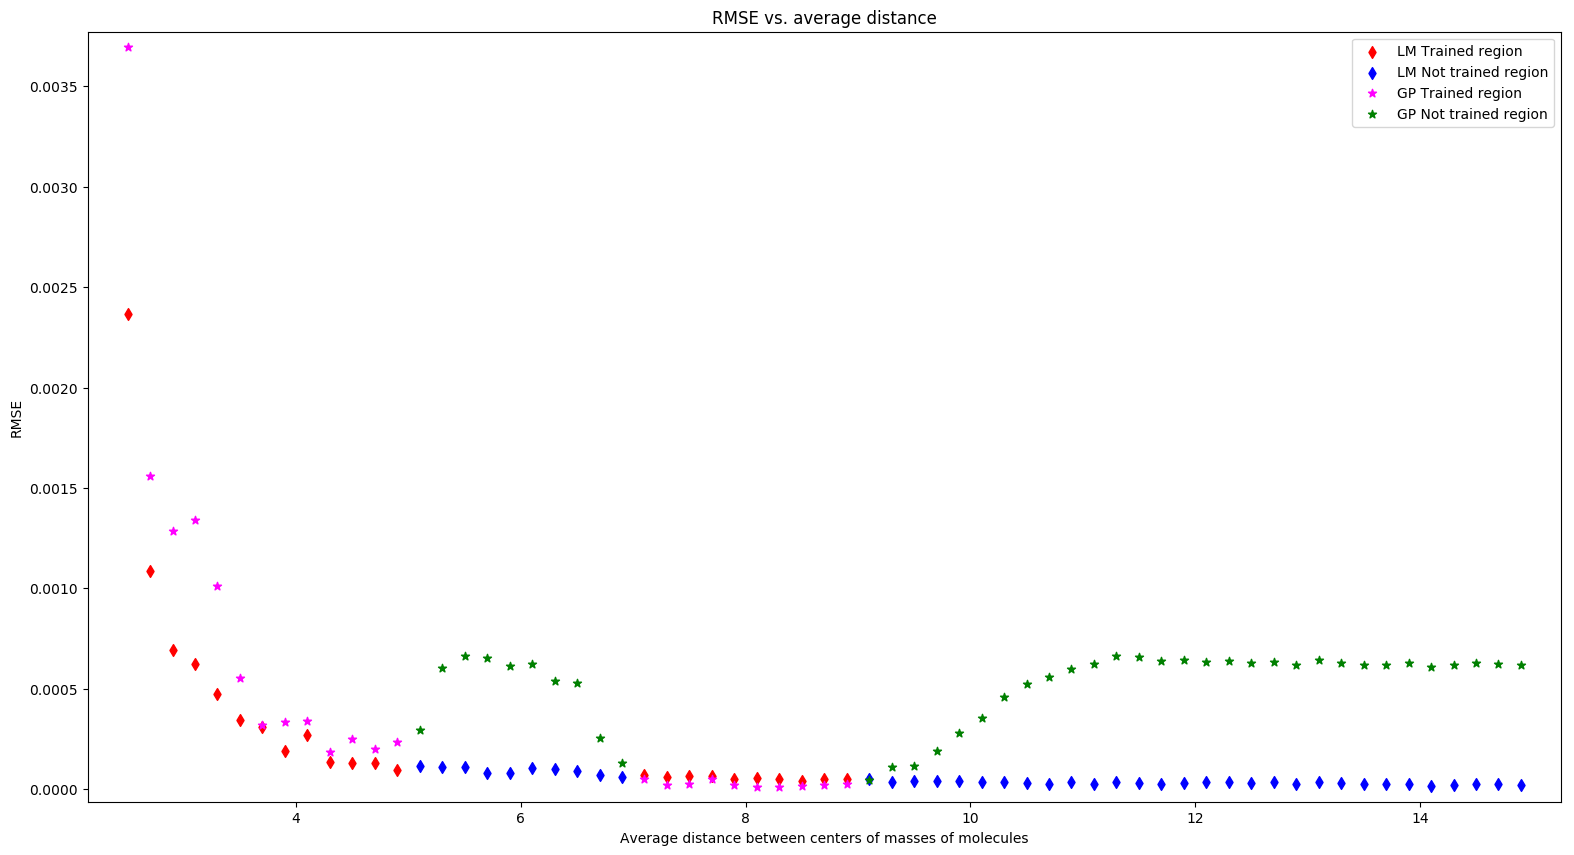 RMSE vs. average distance
LM Trained region
LM Not trained region
GP Trained region
GP Not trained region
0.0035
0.0030
0.0025
0.0020
0.0015
0.0010
0.0005
0.0000
RMSE
4 6 8 10 12 14
Average distance between centers of masses of molecules